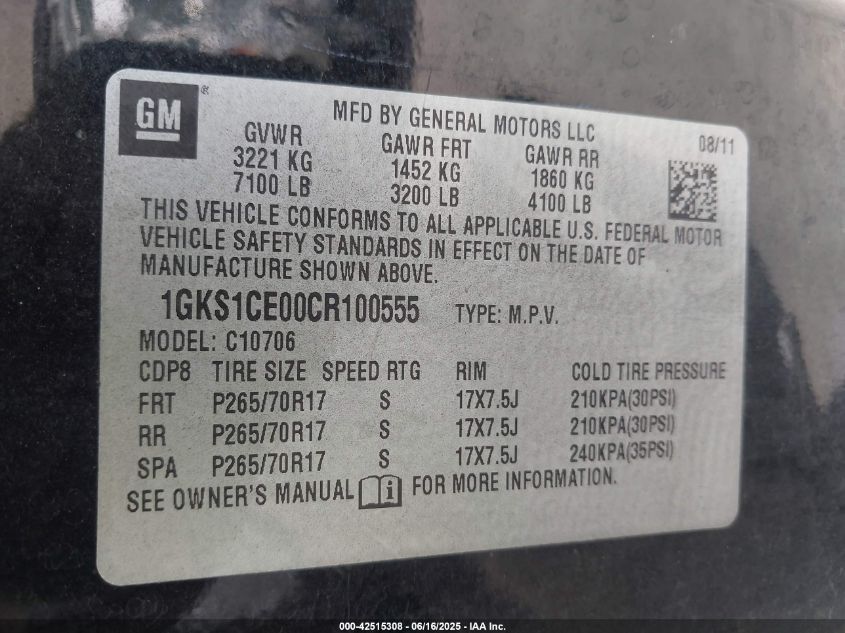 GM ®
MFD BY GENERAL MOTORS LLC
08/11
GVWR GAWR FRT GAWR RR
3221 KG 1452 KG 1860 KG
7100 LB 3200 LB 4100 LB
THIS VEHICLE CONFORMS TO ALL APPLICABLE U.S. FEDERAL MOTOR
VEHICLE SAFETY STANDARDS IN EFFECT ON THE DATE OF
MANUFACTURE SHOWN ABOVE.
1GKS1CE00CR100555 TYPE: M.P.V.
MODEL: C10706
CDP8 TIRE SIZE SPEED RTG RIM COLD TIRE PRESSURE
FRT P265/70R17 S 17X7.5J 210KPA(30PSI)
RR P265/70R17 S 17X7.5J 210KPA(30PSI)
SPA P265/70R17 S 17X7.5J 240KPA(35PSI)
SEE OWNER'S MANUAL i FOR MORE INFORMATION.
000-42515308 - 06/16/2025 - IAA Inc.